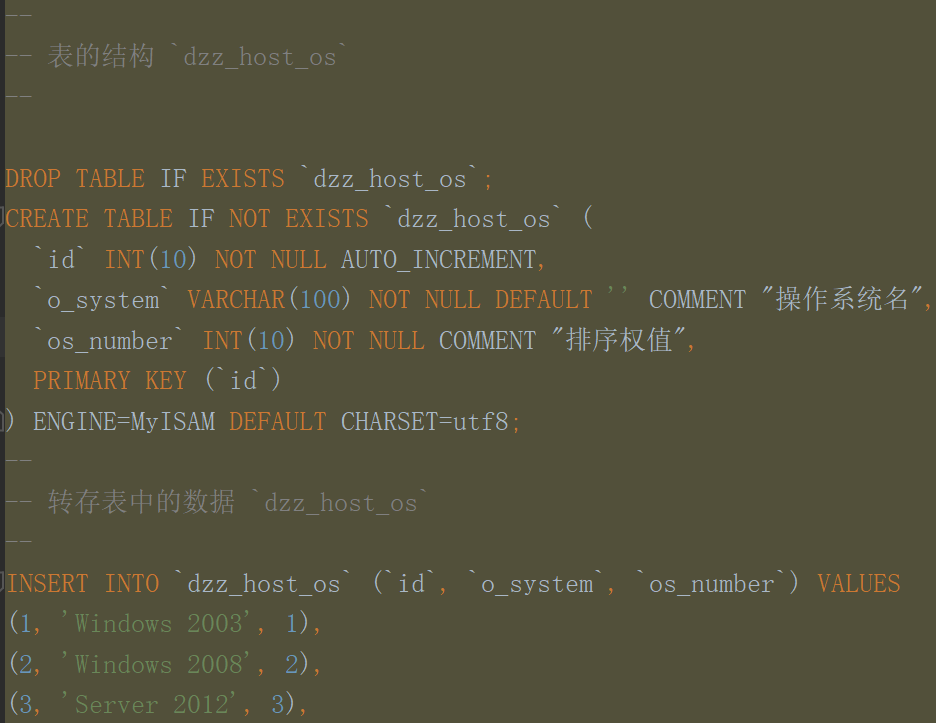 --
-- 表的结构 `dzz_host_os`
--
DROP TABLE IF EXISTS `dzz_host_os`;
CREATE TABLE IF NOT EXISTS `dzz_host_os` (
  `id` INT(10) NOT NULL AUTO_INCREMENT,
  `o_system` VARCHAR(100) NOT NULL DEFAULT '' COMMENT "操作系统名",
  `os_number` INT(10) NOT NULL COMMENT "排序权值",
  PRIMARY KEY (`id`)
) ENGINE=MyISAM DEFAULT CHARSET=utf8;
--
-- 转存表中的数据 `dzz_host_os`
--
INSERT INTO `dzz_host_os` (`id`, `o_system`, `os_number`) VALUES
(1, 'Windows 2003', 1),
(2, 'Windows 2008', 2),
(3, 'Server 2012', 3),